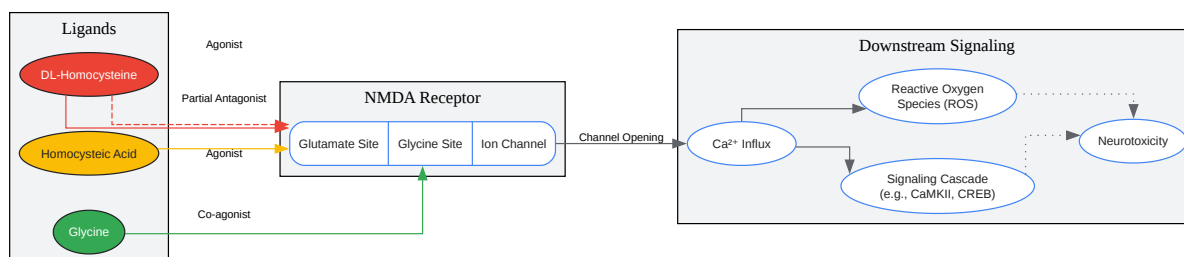 Ligands
DL-Homocysteine
Homocysteic Acid
Glycine
Agonist
Partial Antagonist
Agonist
Co-agonist
NMDA Receptor
Glutamate Site
Glycine Site
Ion Channel
Channel Opening
Downstream Signaling
Ca²⁺ Influx
Reactive Oxygen
Species (ROS)
Signaling Cascade
(e.g., CaMKII, CREB)
Neurotoxicity